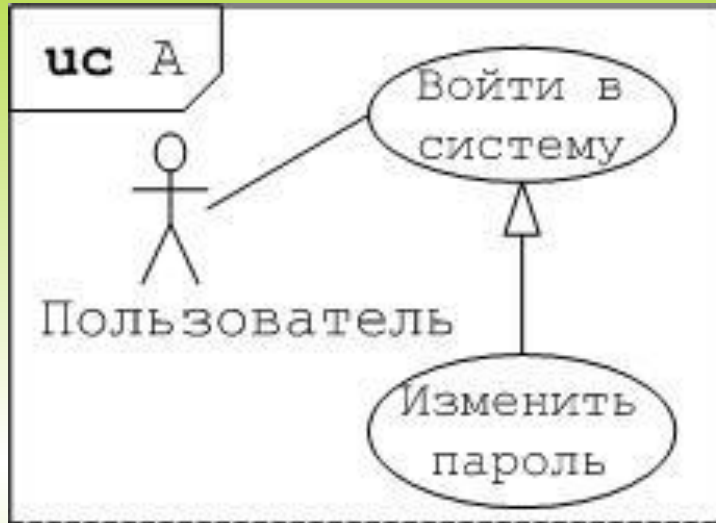 uc A
Войти в
систему
Пользователь
Изменить
пароль